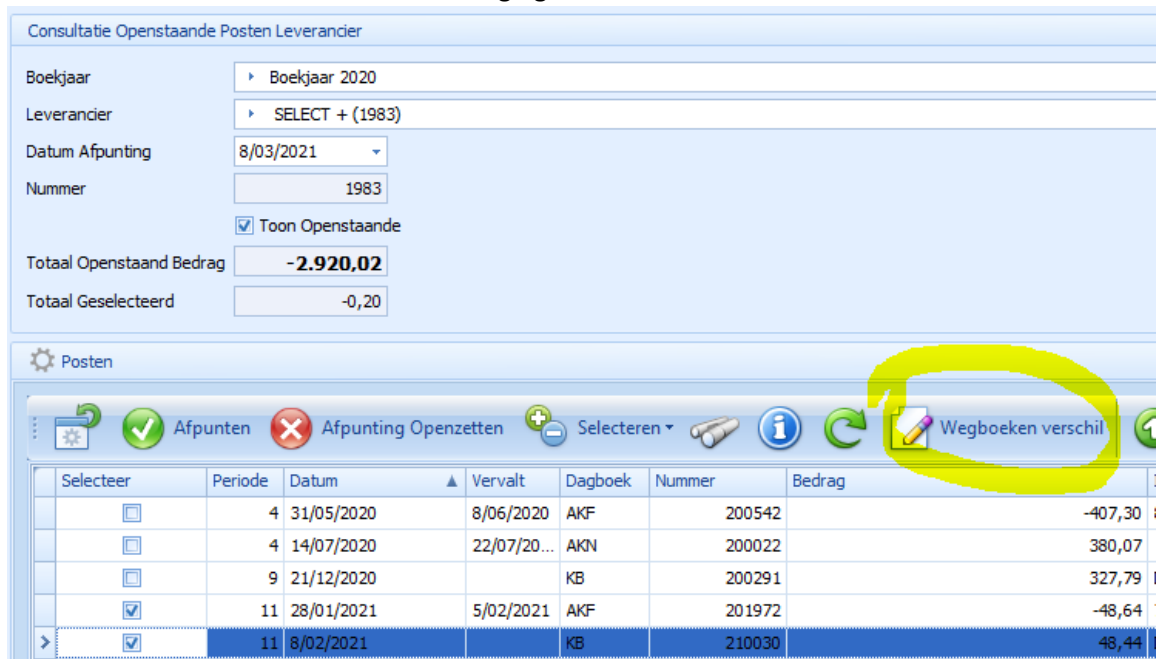 Consultatie Openstaande Posten Leverancier
Boekjaar Boekjaar 2020
Leverancier SELECT + (1983)
Datum Afpunting 8/03/2021
Nummer 1983
Toon Openstaande
Totaal Openstaand Bedrag -2.920,02
Totaal Geselecteerd -0,20
Posten
Afpunten Afpunting Openzetten Selecteren Wegboeken verschil
Selecteer Periode Datum Vervalt Dagboek Nummer Bedrag
4 31/05/2020 8/06/2020 AKF 200542 -407,30
4 14/07/2020 22/07/20... AKN 200022 380,07
9 21/12/2020 KB 200291 327,79
11 28/01/2021 5/02/2021 AKF 201972 -48,64
11 8/02/2021 KB 210030 48,44